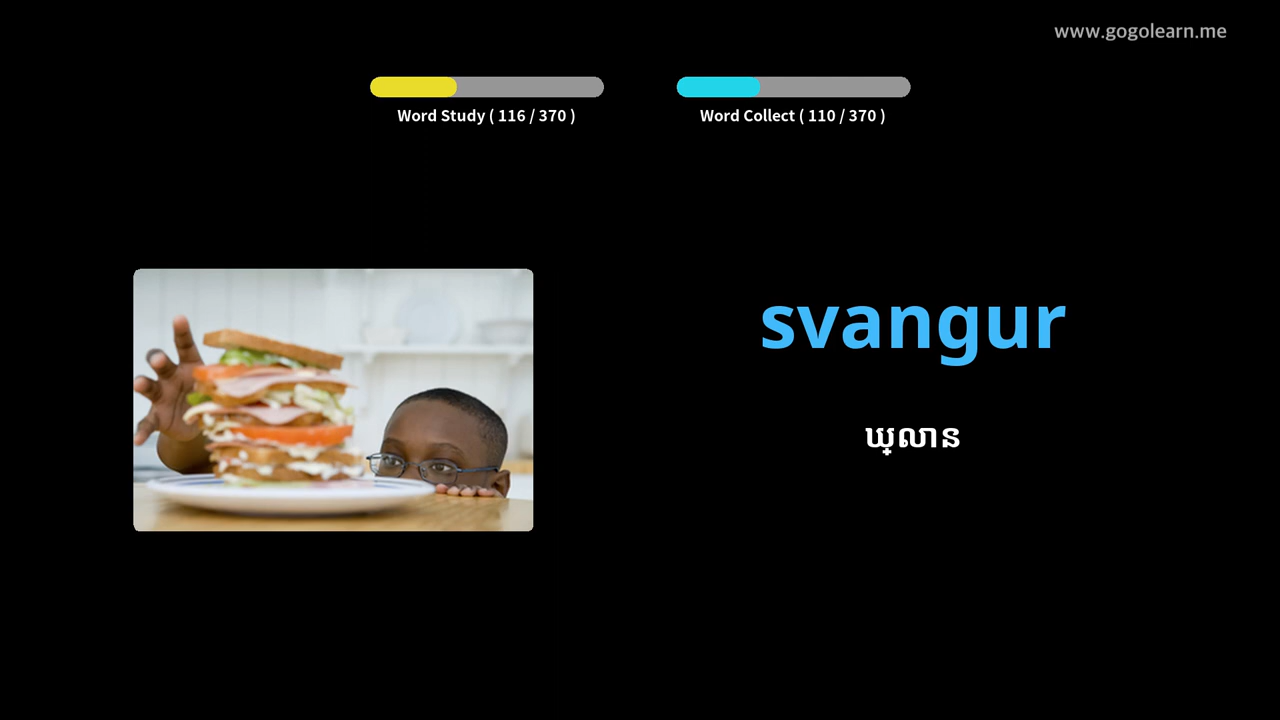 www.gogolearn.me
Word Study ( 116 / 370 )
Word Collect ( 110 / 370 )
svangur
ឃ្លាន